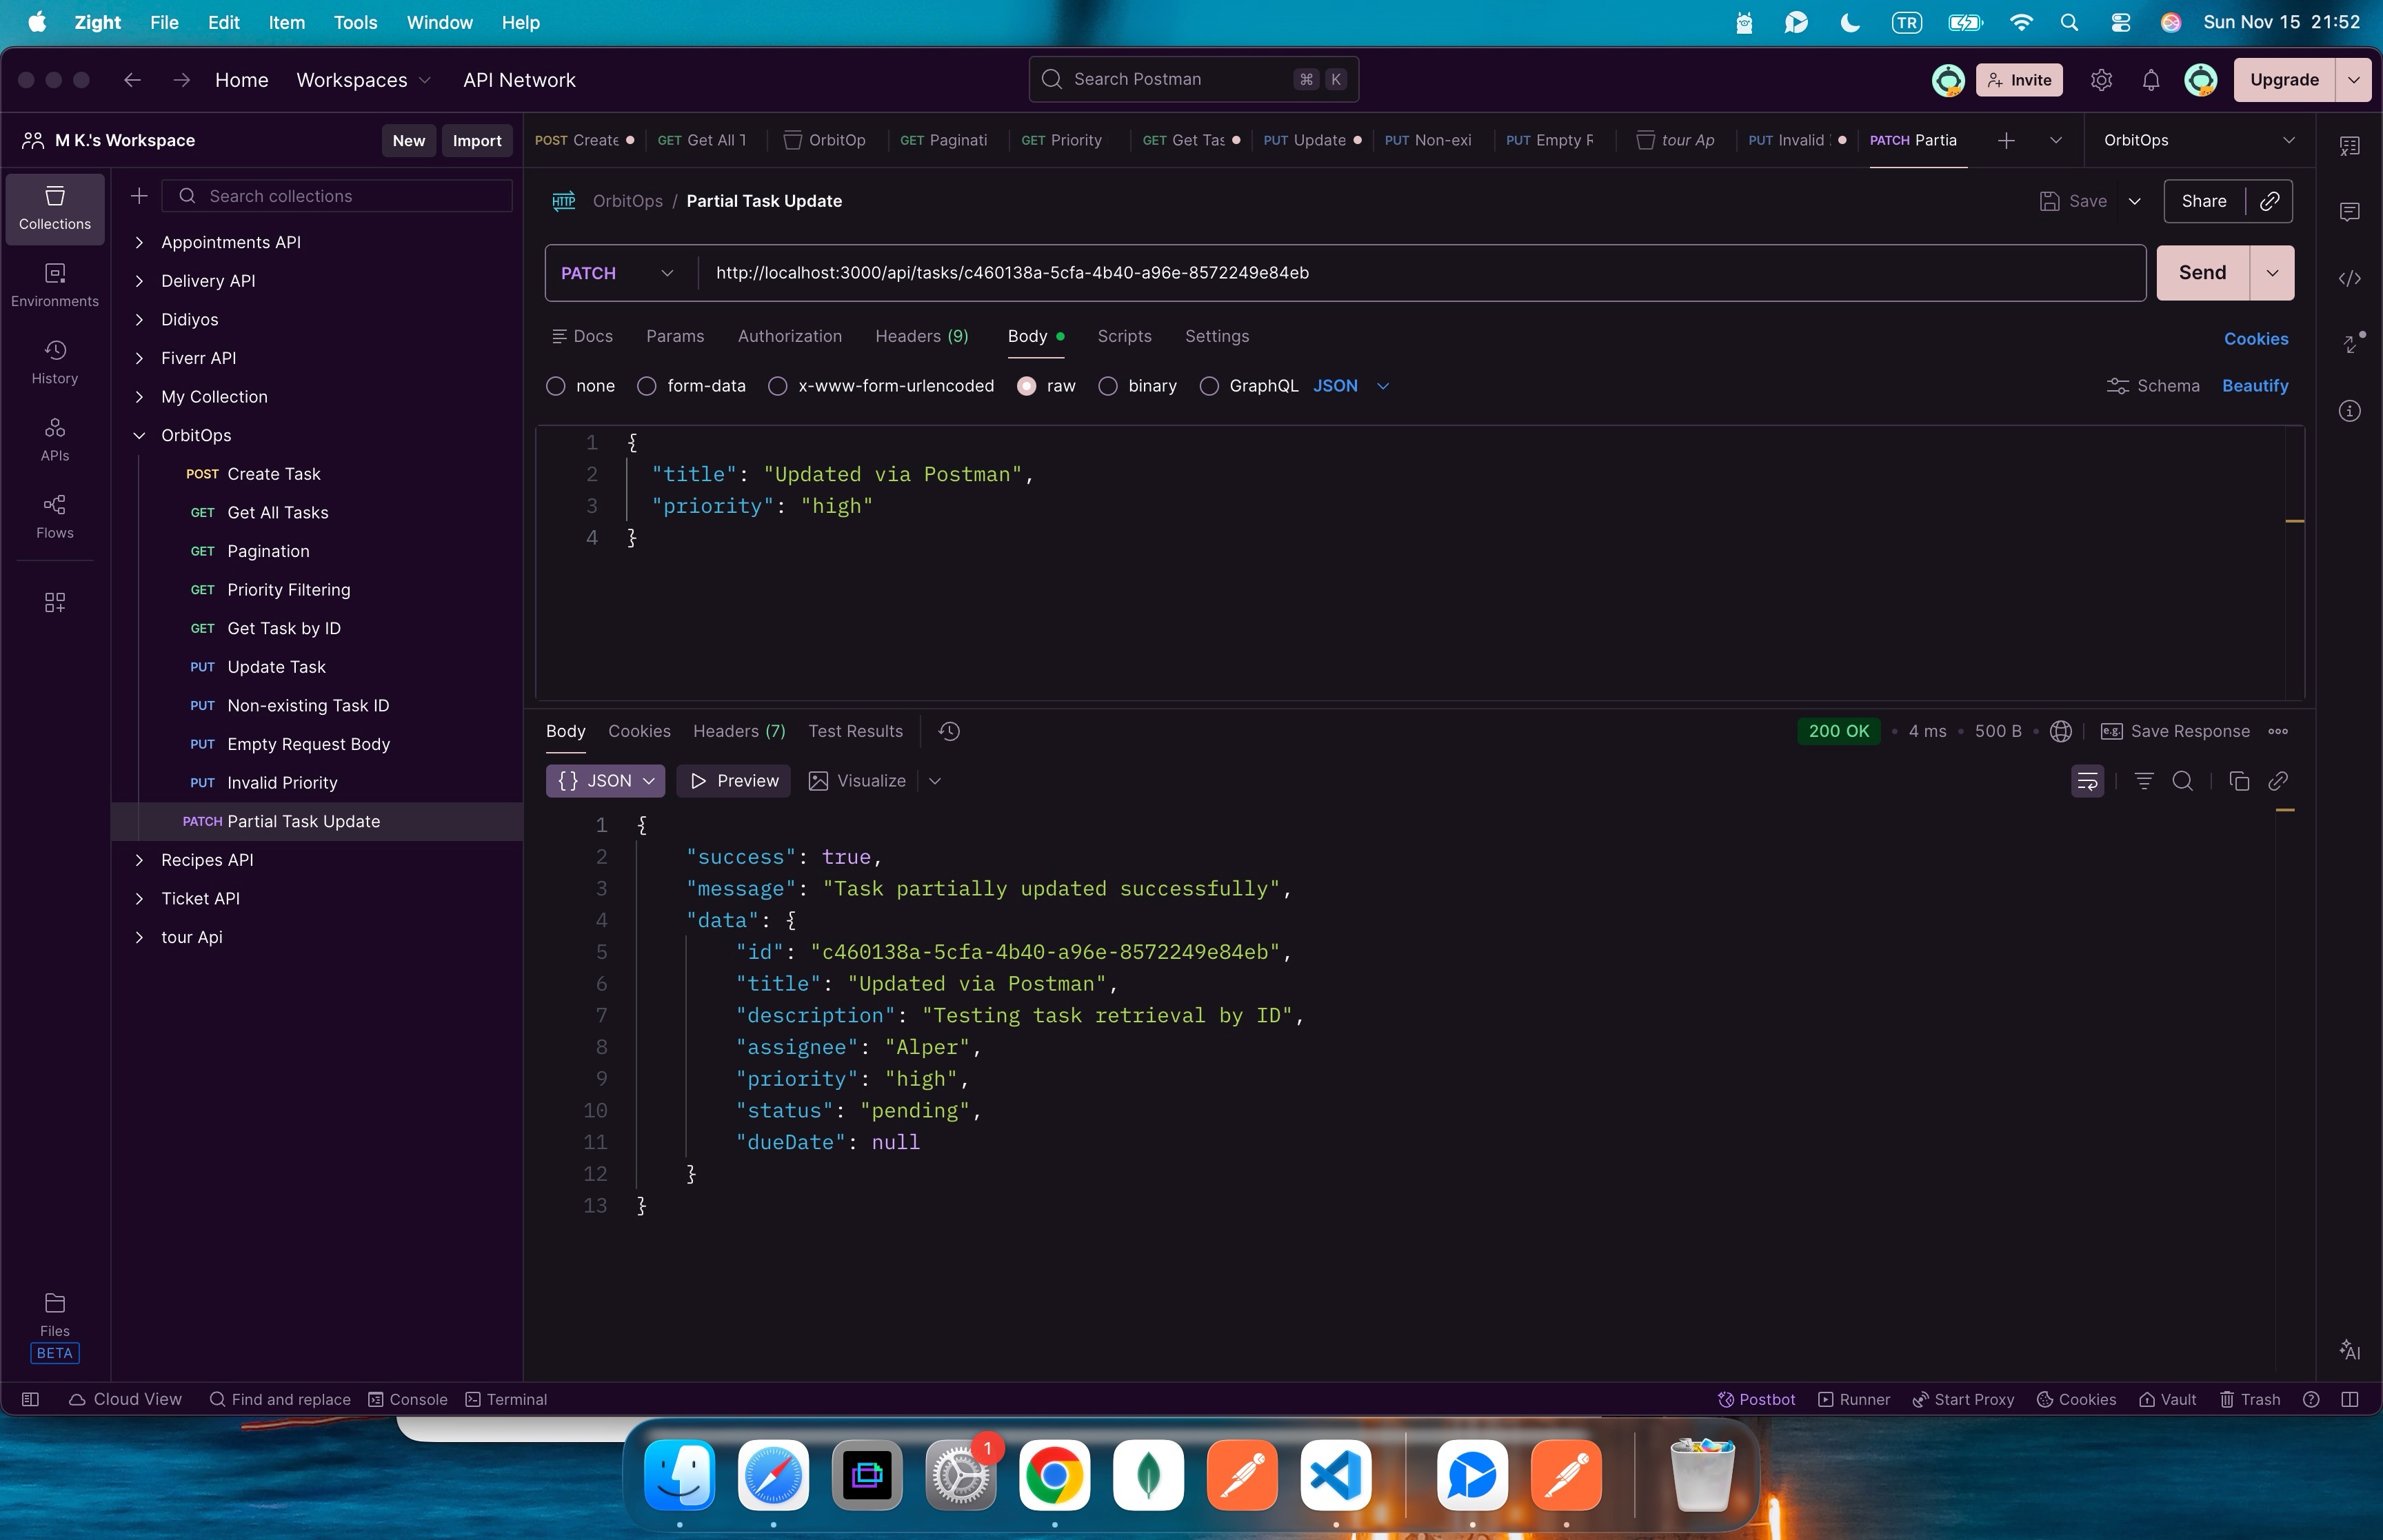 Zight File Edit Item Tools Window Help TR Sun Nov 15 21:52
Home Workspaces API Network Search Postman ⌘ K Invite Upgrade
M K.'s Workspace New Import
POST Create GET Get All T OrbitOp GET Paginati GET Priority GET Get Tas PUT Update PUT Non-exi PUT Empty R tour Ap PUT Invalid PATCH Partia OrbitOps
Collections
Environments
History
APIs
Flows
Files
BETA
Search collections
Appointments API
Delivery API
Didiyos
Fiverr API
My Collection
OrbitOps
POST Create Task
GET Get All Tasks
GET Pagination
GET Priority Filtering
GET Get Task by ID
PUT Update Task
PUT Non-existing Task ID
PUT Empty Request Body
PUT Invalid Priority
PATCH Partial Task Update
Recipes API
Ticket API
tour Api
HTTP OrbitOps / Partial Task Update Save Share
PATCH http://localhost:3000/api/tasks/c460138a-5cfa-4b40-a96e-8572249e84eb Send
Docs Params Authorization Headers (9) Body Scripts Settings Cookies
none form-data x-www-form-urlencoded raw binary GraphQL JSON Schema Beautify
1 {
2 "title": "Updated via Postman",
3 "priority": "high"
4 }
Body Cookies Headers (7) Test Results 200 OK • 4 ms • 500 B • e.g. Save Response
{} JSON Preview Visualize
1 {
2 "success": true,
3 "message": "Task partially updated successfully",
4 "data": {
5 "id": "c460138a-5cfa-4b40-a96e-8572249e84eb",
6 "title": "Updated via Postman",
7 "description": "Testing task retrieval by ID",
8 "assignee": "Alper",
9 "priority": "high",
10 "status": "pending",
11 "dueDate": null
12 }
13 }
AI
Cloud View Find and replace Console Terminal Postbot Runner Start Proxy Cookies Vault Trash
1